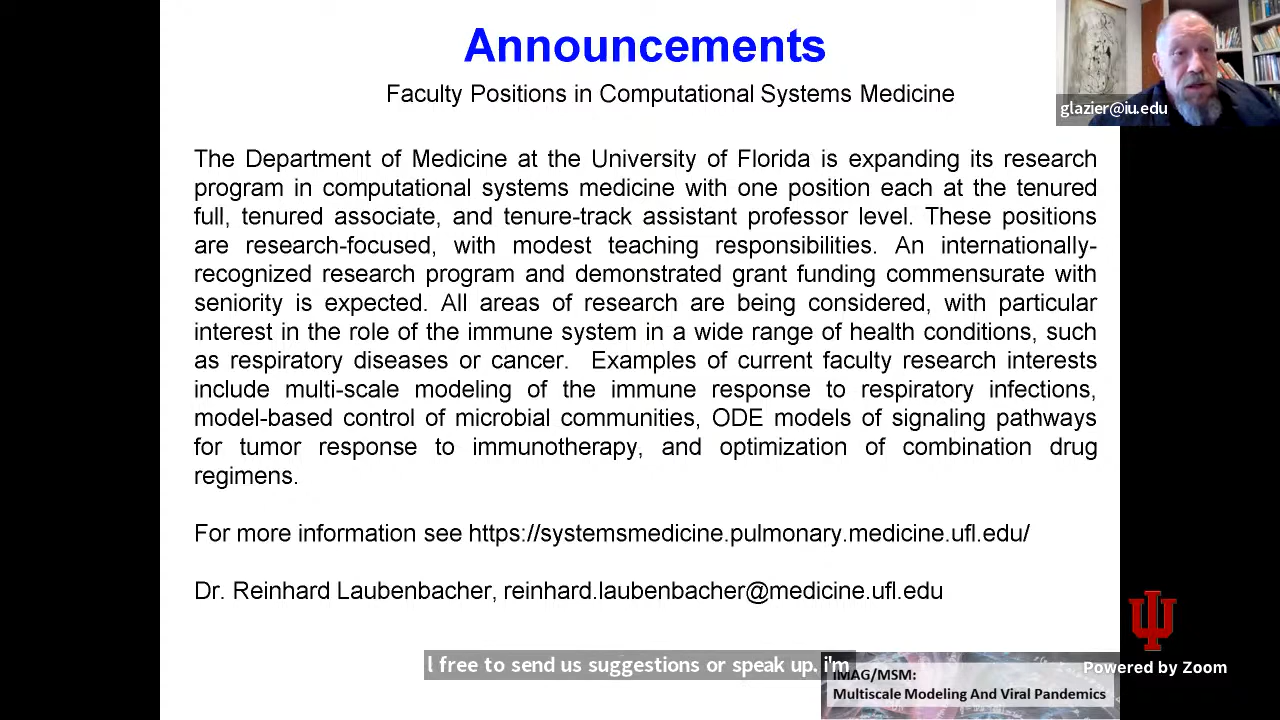 Announcements
Faculty Positions in Computational Systems Medicine
glazier@iu.edu
The Department of Medicine at the University of Florida is expanding its research
program in computational systems medicine with one position each at the tenured
full, tenured associate, and tenure-track assistant professor level. These positions
are research-focused, with modest teaching responsibilities. An internationally-
recognized research program and demonstrated grant funding commensurate with
seniority is expected. All areas of research are being considered, with particular
interest in the role of the immune system in a wide range of health conditions, such
as respiratory diseases or cancer. Examples of current faculty research interests
include multi-scale modeling of the immune response to respiratory infections,
model-based control of microbial communities, ODE models of signaling pathways
for tumor response to immunotherapy, and optimization of combination drug
regimens.
For more information see https://systemsmedicine.pulmonary.medicine.ufl.edu/
Dr. Reinhard Laubenbacher, reinhard.laubenbacher@medicine.ufl.edu
l free to send us suggestions or speak up. i'm
IMAG/MSM:
Multiscale Modeling And Viral Pandemics
Powered by Zoom